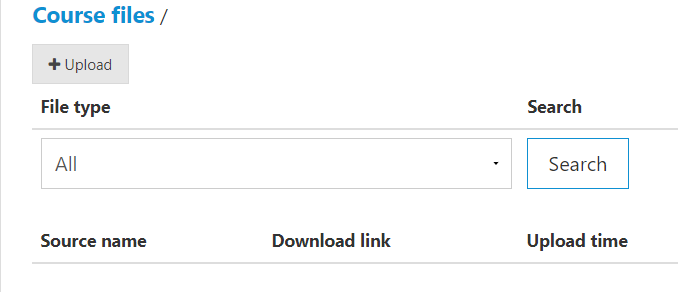 Course files /
+ Upload
File type Search
All Search
Source name Download link Upload time